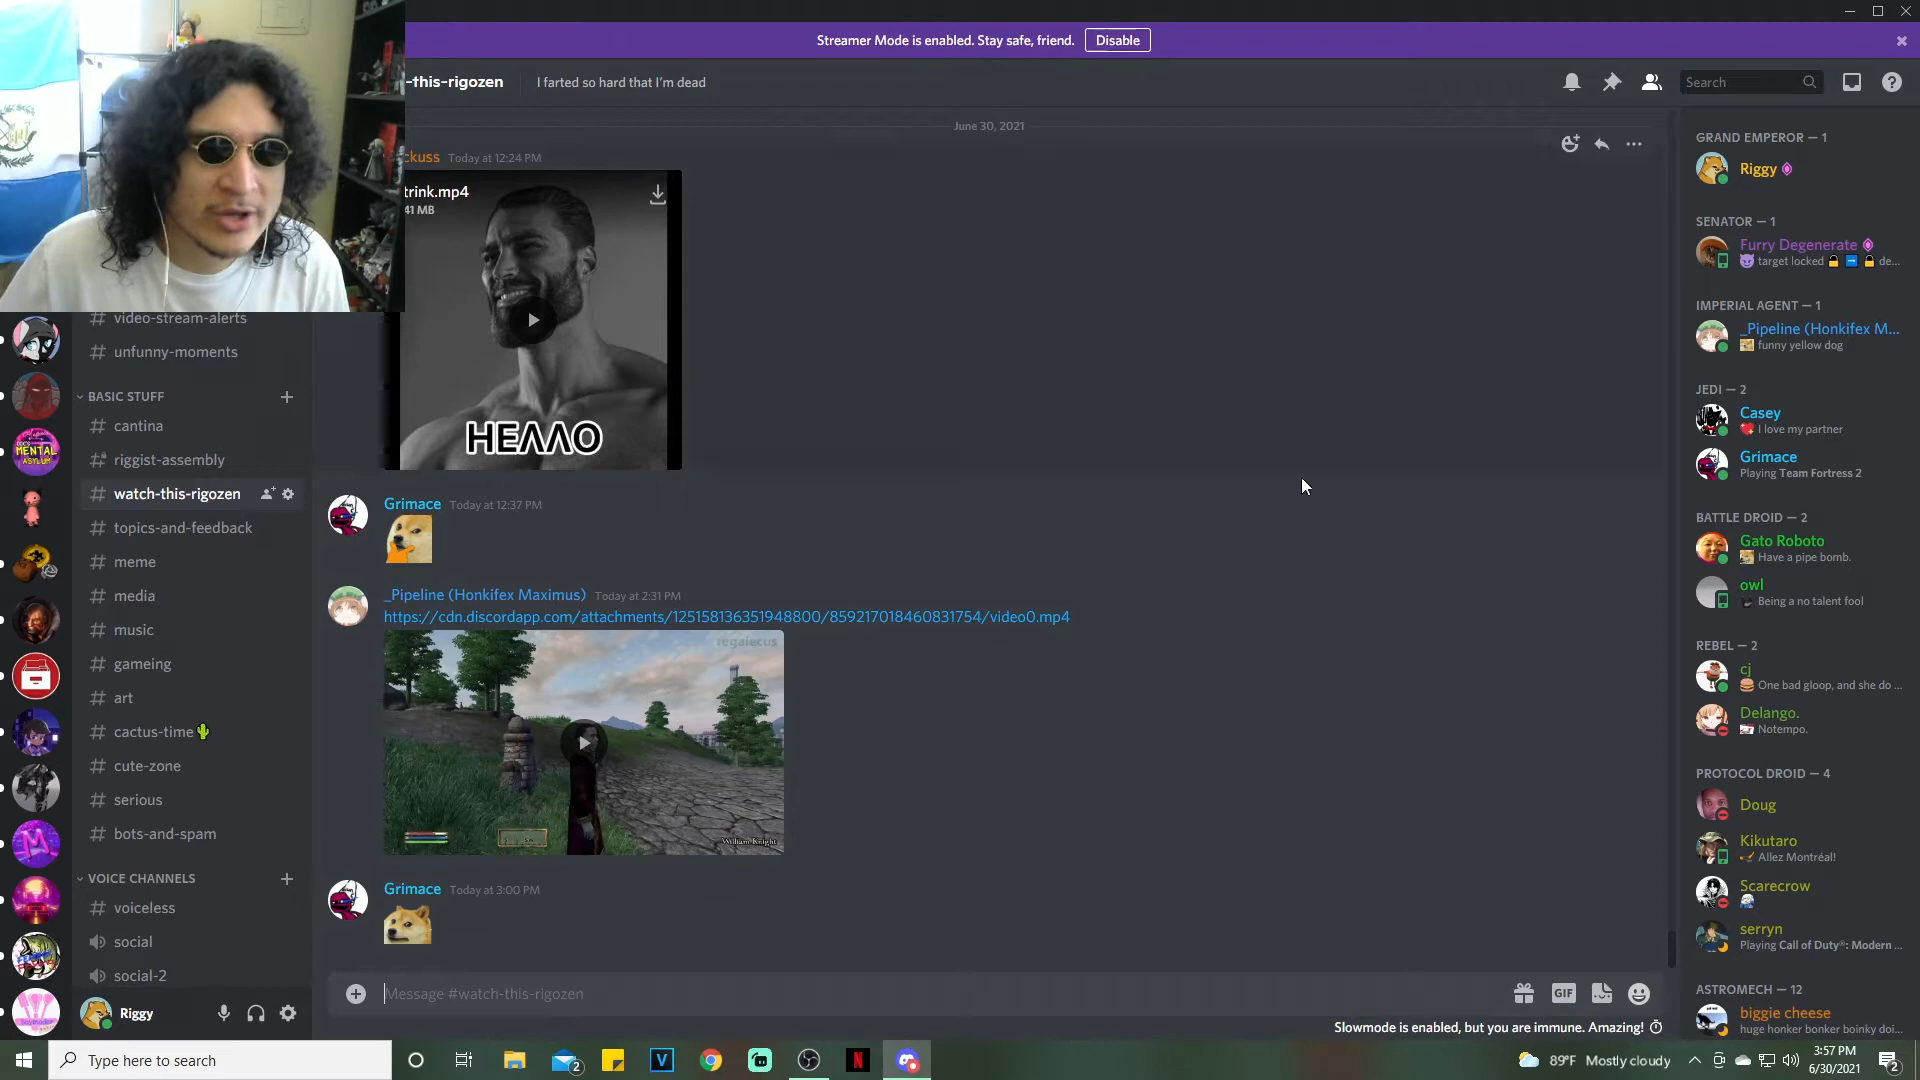 Streamer Mode is enabled. Stay safe, friend. Disable
-this-rigozen I farted so hard that I'm dead
Search
June 30, 2021
ckuss Today at 12:24 PM
trink.mp4
41 MB
HEΛΛO
Grimace Today at 12:37 PM
_Pipeline (Honkifex Maximus) Today at 2:31 PM
https://cdn.discordapp.com/attachments/125158136351948800/859217018460831754/video0.mp4
regaiecus
William Knight
Grimace Today at 3:00 PM
Message #watch-this-rigozen
GIF
Slowmode is enabled, but you are immune. Amazing!
MENTAL
ASYLUM
video-stream-alerts
unfunny-moments
BASIC STUFF
cantina
riggist-assembly
watch-this-rigozen
topics-and-feedback
meme
media
music
gameing
art
cactus-time
cute-zone
serious
bots-and-spam
VOICE CHANNELS
voiceless
social
social-2
Riggy
GRAND EMPEROR — 1
Riggy
SENATOR — 1
Furry Degenerate
target locked de...
IMPERIAL AGENT — 1
_Pipeline (Honkifex M...
funny yellow dog
JEDI — 2
Casey
I love my partner
Grimace
Playing Team Fortress 2
BATTLE DROID — 2
Gato Roboto
Have a pipe bomb.
owl
Being a no talent fool
REBEL — 2
cj
One bad gloop, and she do ...
Delango.
Notempo.
PROTOCOL DROID — 4
Doug
Kikutaro
Allez Montréal!
Scarecrow
serryn
Playing Call of Duty®: Modern ...
ASTROMECH — 12
biggie cheese
huge honker bonker boinky doi...
Type here to search
2
V
N
89°F Mostly cloudy
3:57 PM
6/30/2021
2